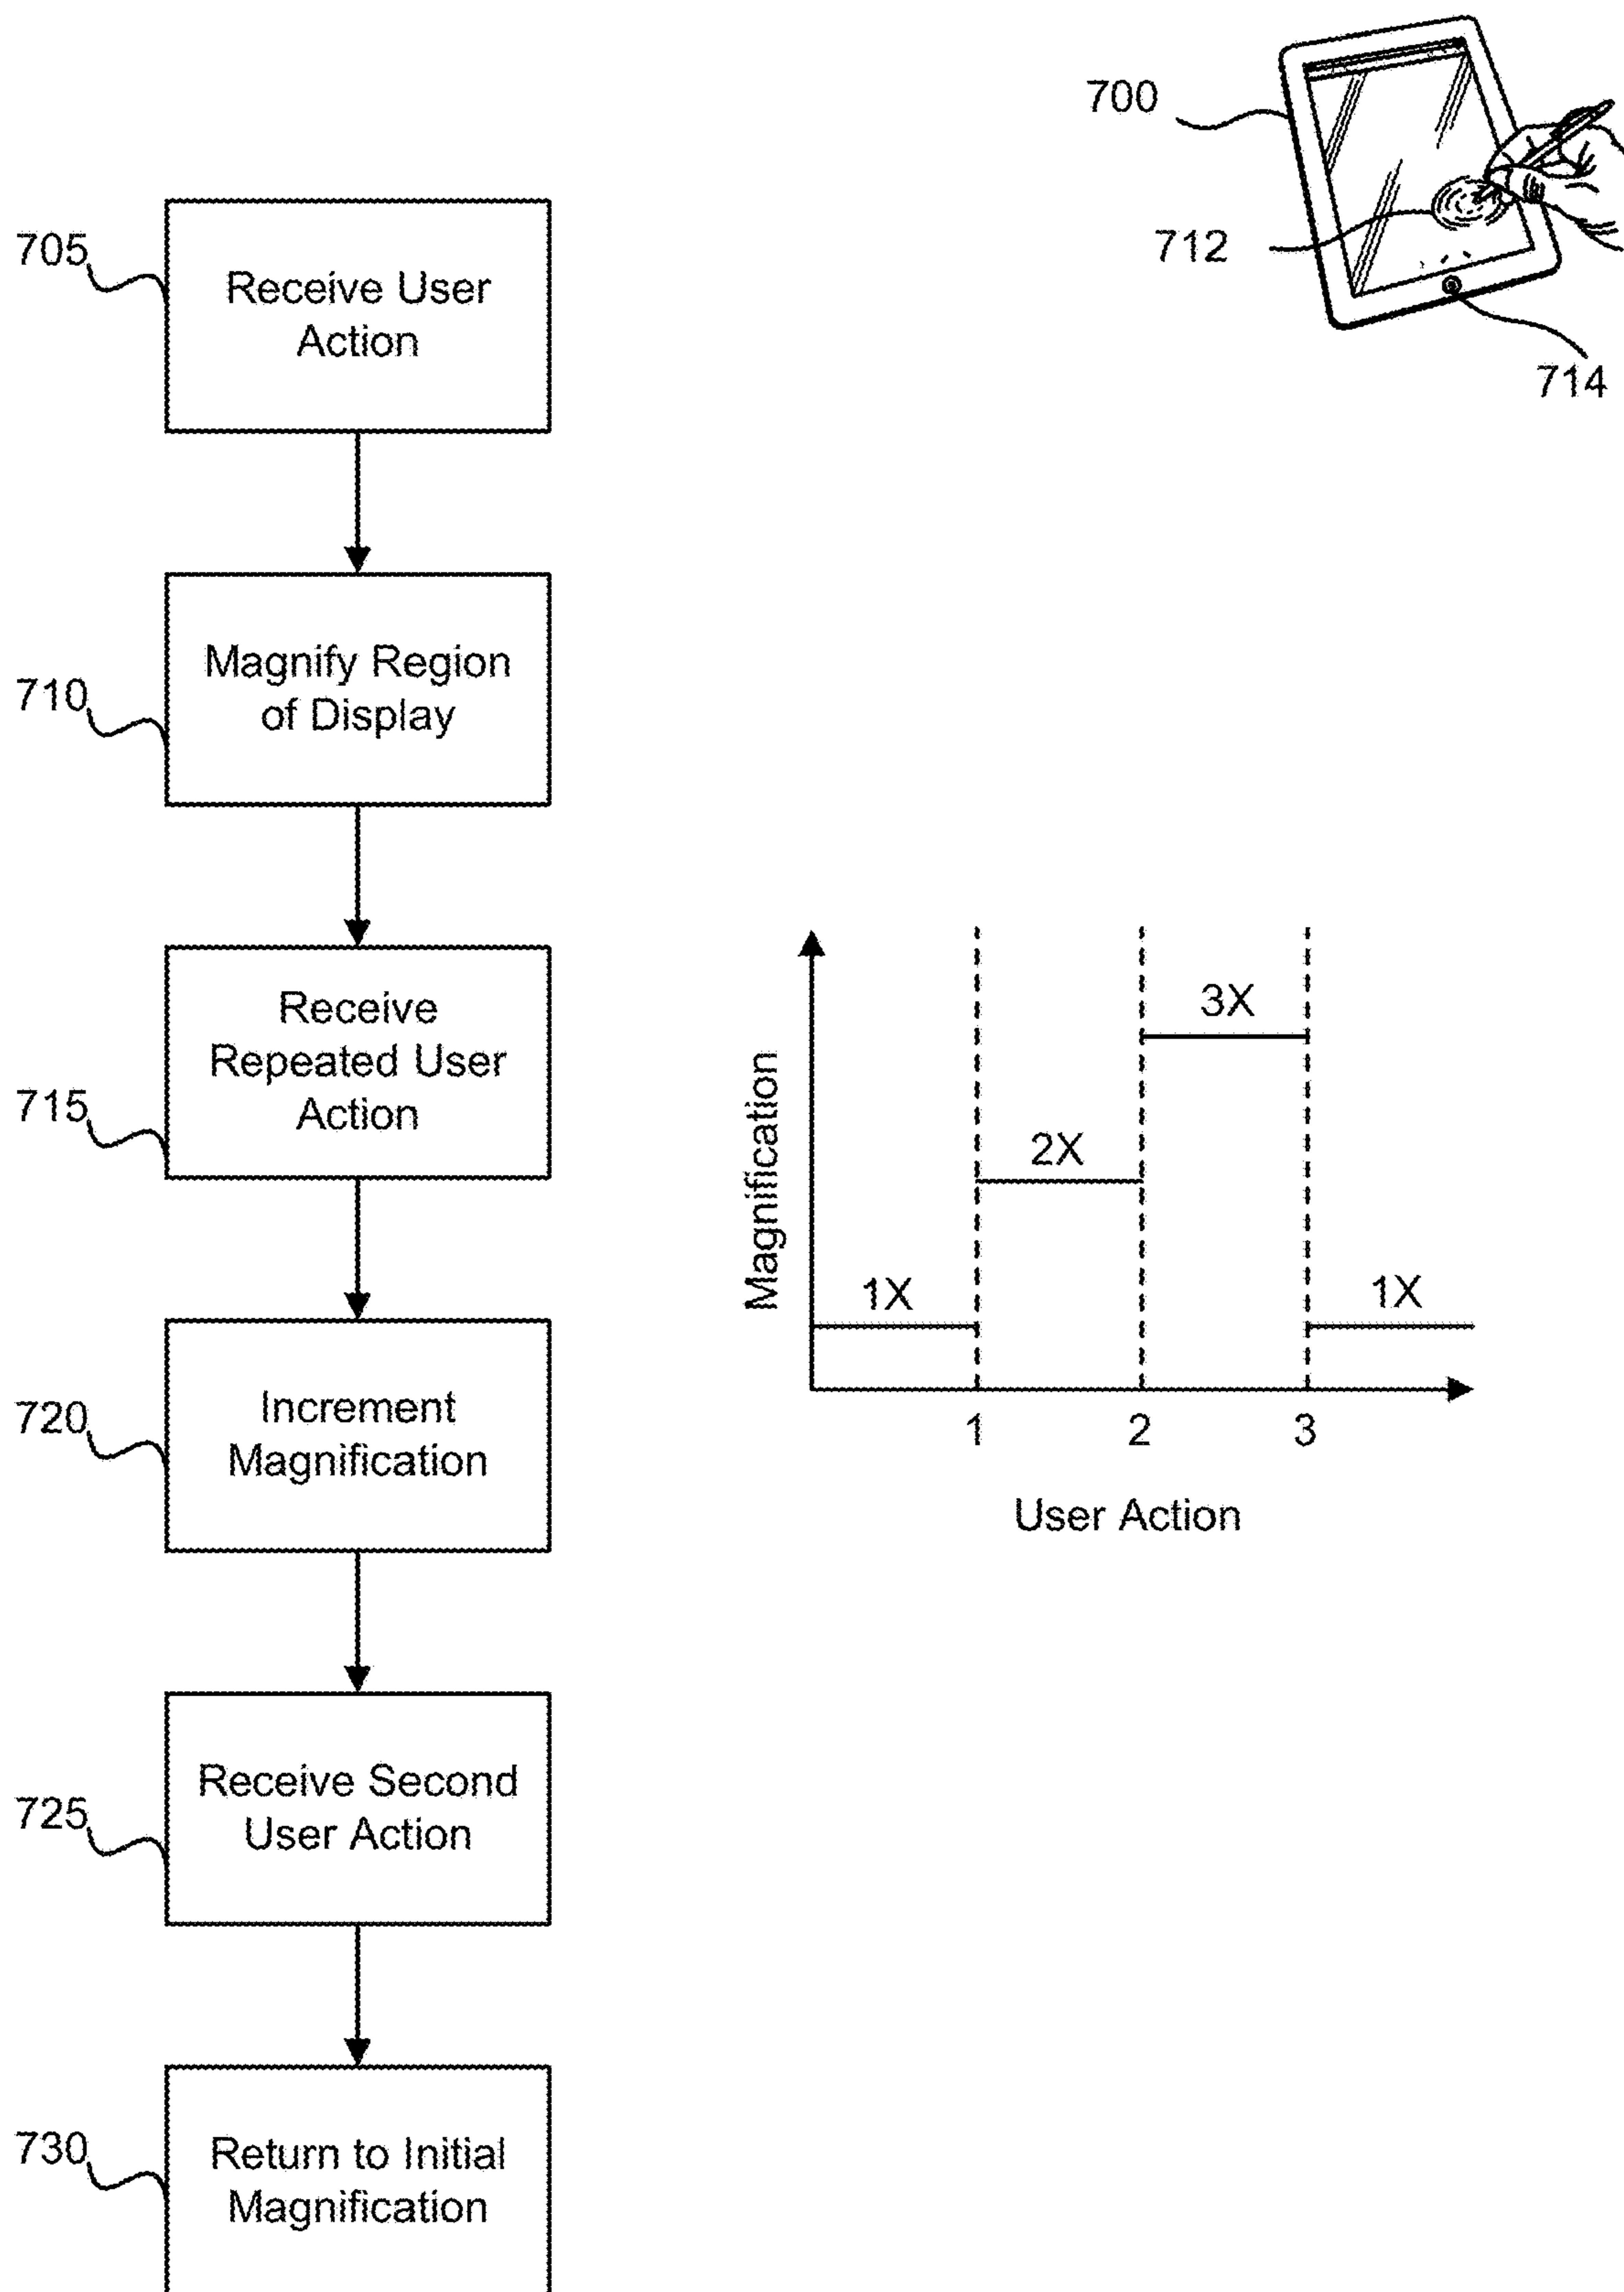 700
712
714
705
Receive User
Action
710
Magnify Region
of Display
715
Receive
Repeated User
Action
720
Increment
Magnification
725
Receive Second
User Action
730
Return to Initial
Magnification
Magnification
1X
2X
3X
1X
1
2
3
User Action